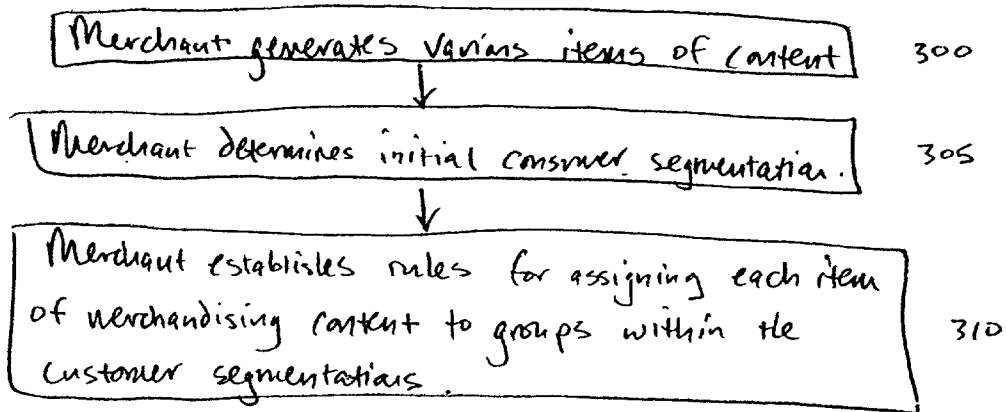 Merchant generates various items of content 300
Merchant determines initial consumer segmentation. 305
Merchant establishes rules for assigning each item
of merchandising content to groups within the 310
customer segmentations.